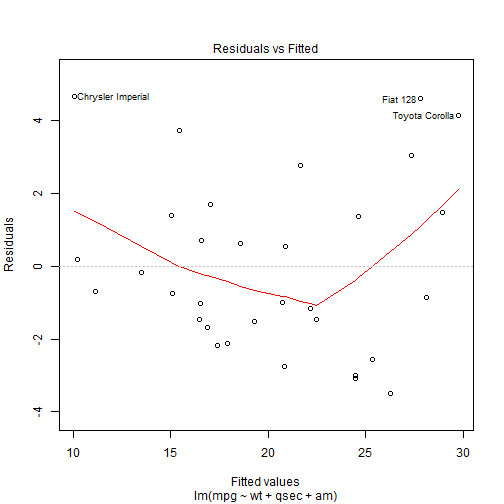 Residuals vs Fitted
Chrysler Imperial
Fiat 128
Toyota Corolla
Residuals
4
2
0
-2
-4
10 15 20 25 30
Fitted values
lm(mpg ~ wt + qsec + am)